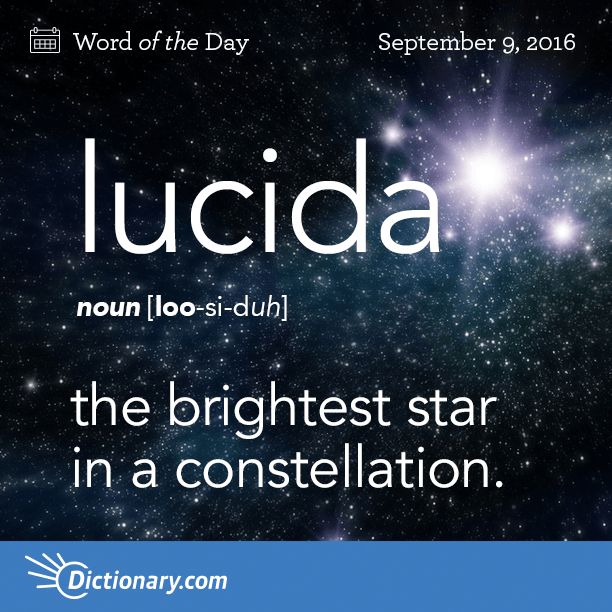 Word of the Day
September 9, 2016
lucida
noun [loo-si-duh]
the brightest star
in a constellation.
Dictionary.com